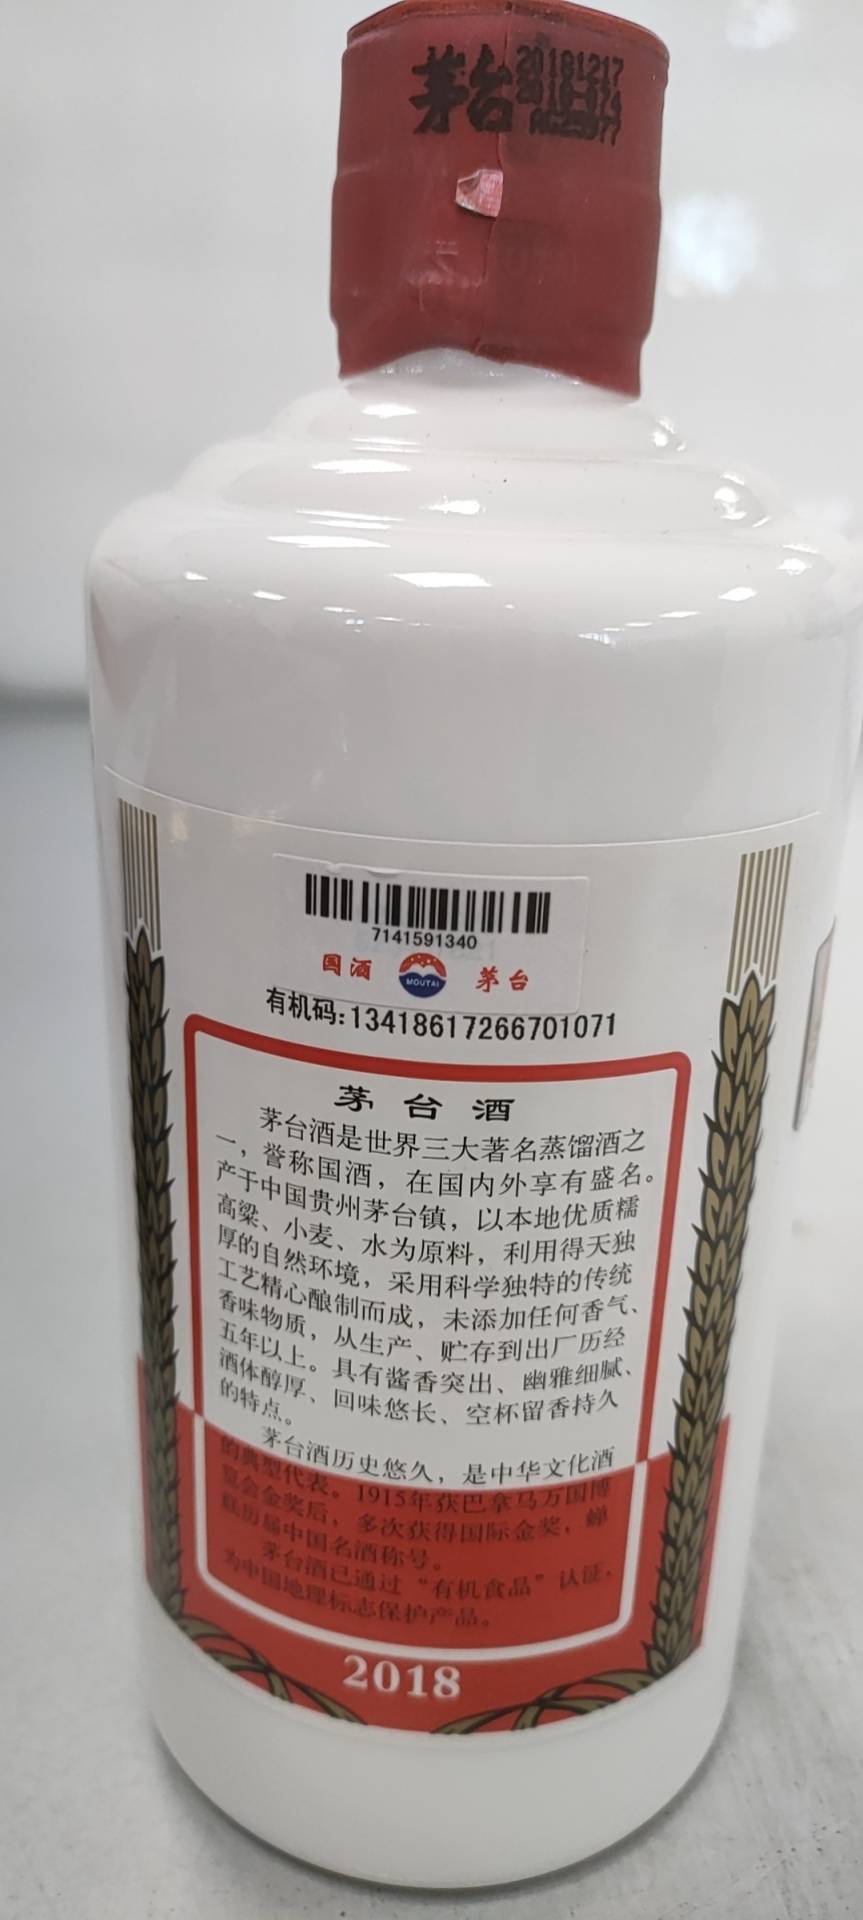 茅台
20181217
2018-074
7141591340
国酒 MOUTAI 茅台
有机码:13418617266701071
茅台酒
茅台酒是世界三大著名蒸馏酒之
一，誉称国酒，在国内外享有盛名。
产于中国贵州茅台镇，以本地优质糯
高粱、小麦、水为原料，利用得天独
厚的自然环境，采用科学独特的传统
工艺精心酿制而成，未添加任何香气、
香味物质，从生产、贮存到出厂历经
五年以上。具有酱香突出、幽雅细腻、
酒体醇厚、回味悠长、空杯留香持久
的特点。
茅台酒历史悠久，是中华文化酒
的典型代表。1915年获巴拿马万国博
览会金奖后，多次获得国际金奖，蝉
联历届中国名酒称号。
茅台酒已通过“有机食品”认证，
为中国地理标志保护产品。
2018